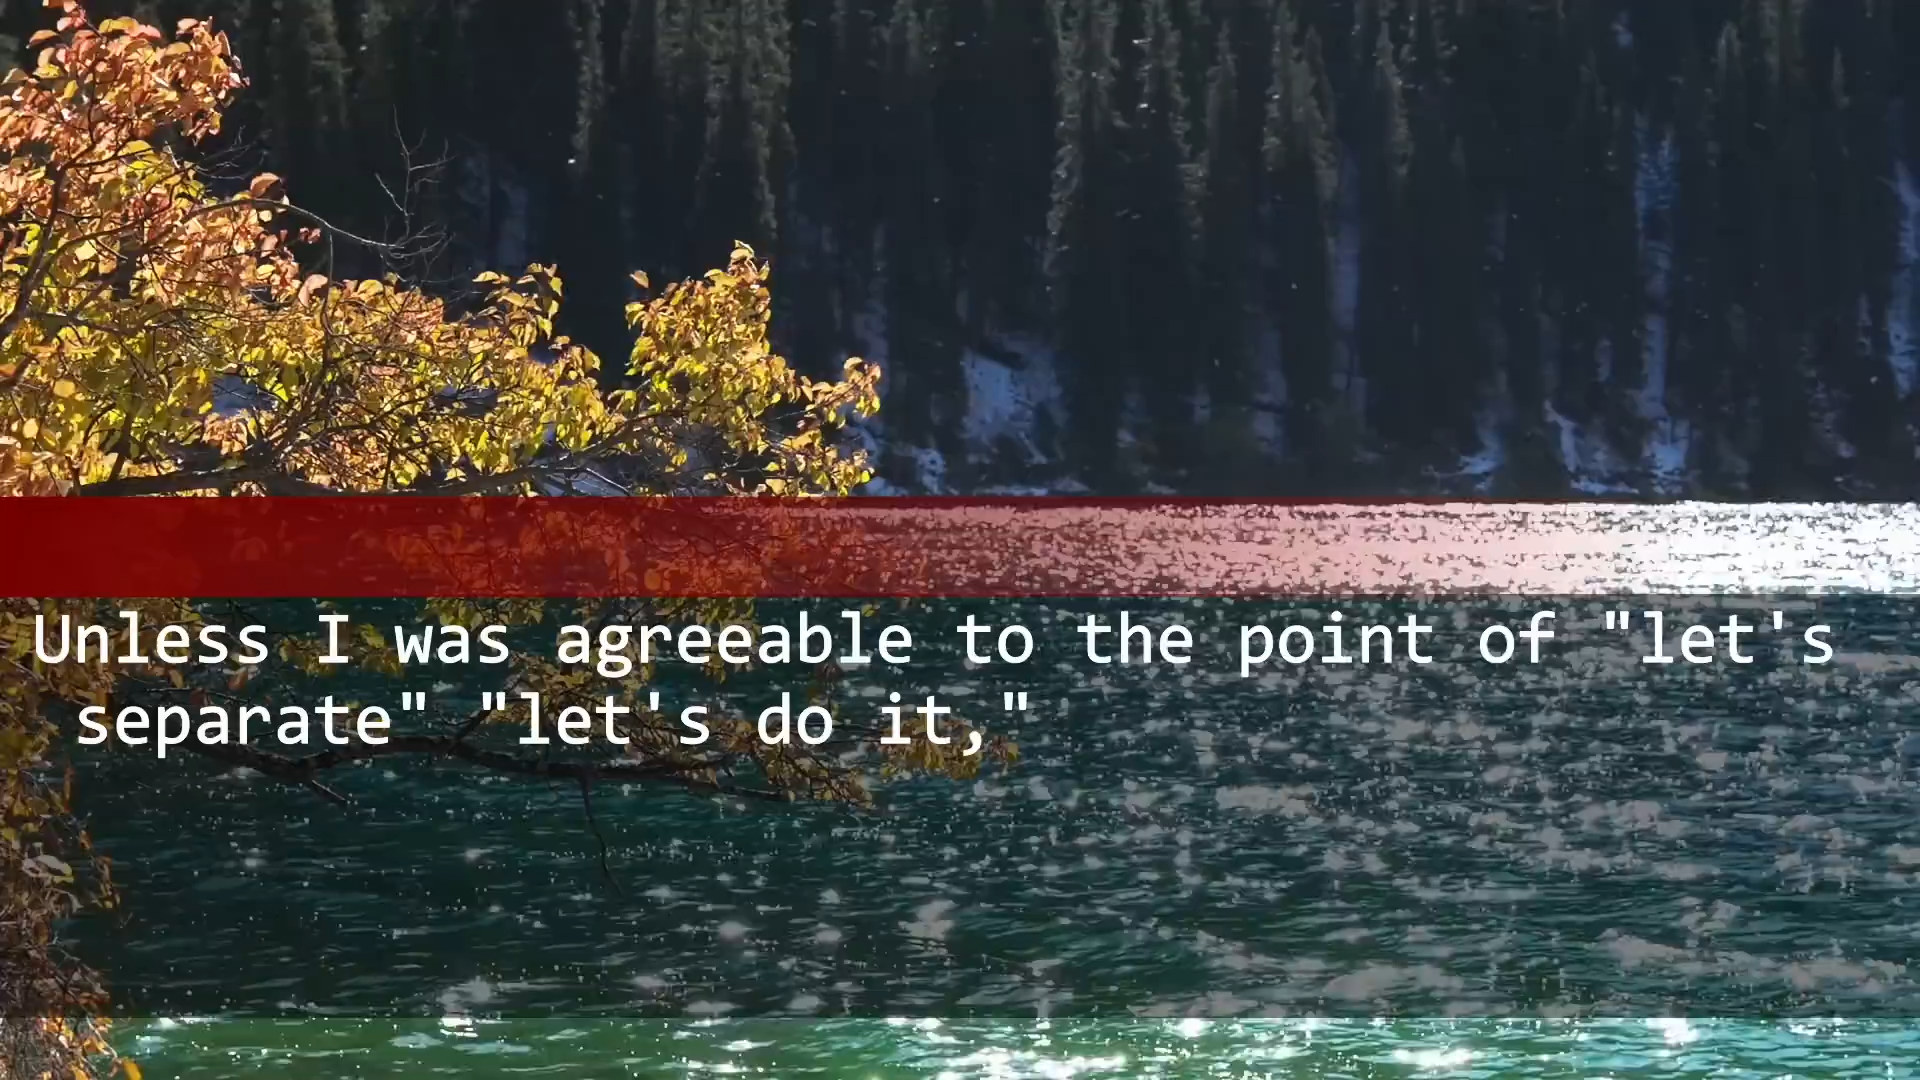 Unless I was agreeable to the point of "let's
separate" "let's do it,"